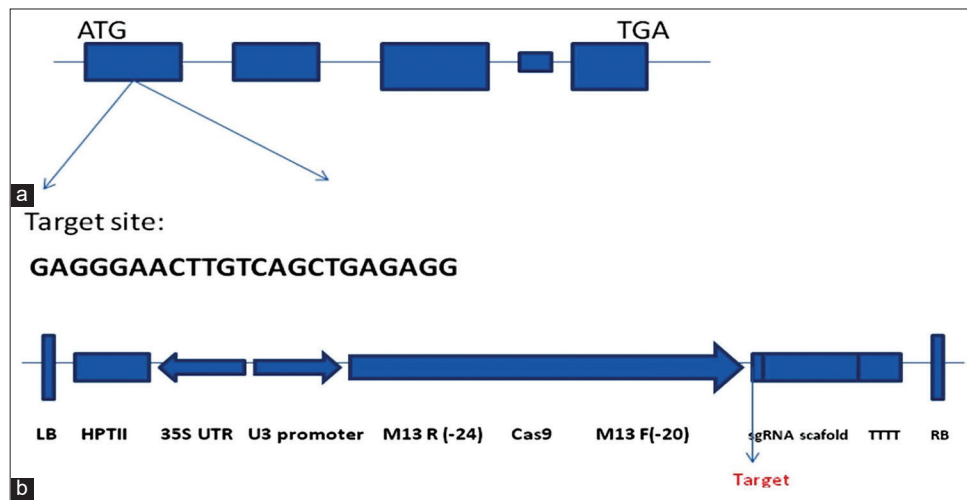 ATG TGA
a
Target site:
GAGGGAACTTGTCAGCTGAGAGG
LB HPTII 35S UTR U3 promoter M13 R (-24) Cas9 M13 F(-20) sgRNA scafold TTTT RB
Target
b